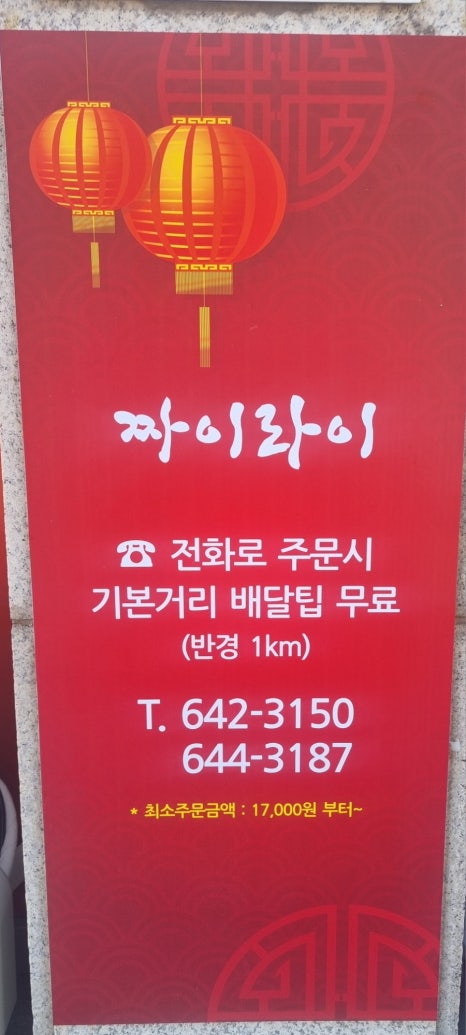 짜이라이
☎ 전화로 주문시
기본거리 배달팁 무료
(반경 1km)
T. 642-3150
644-3187
* 최소주문금액 : 17,000원 부터~